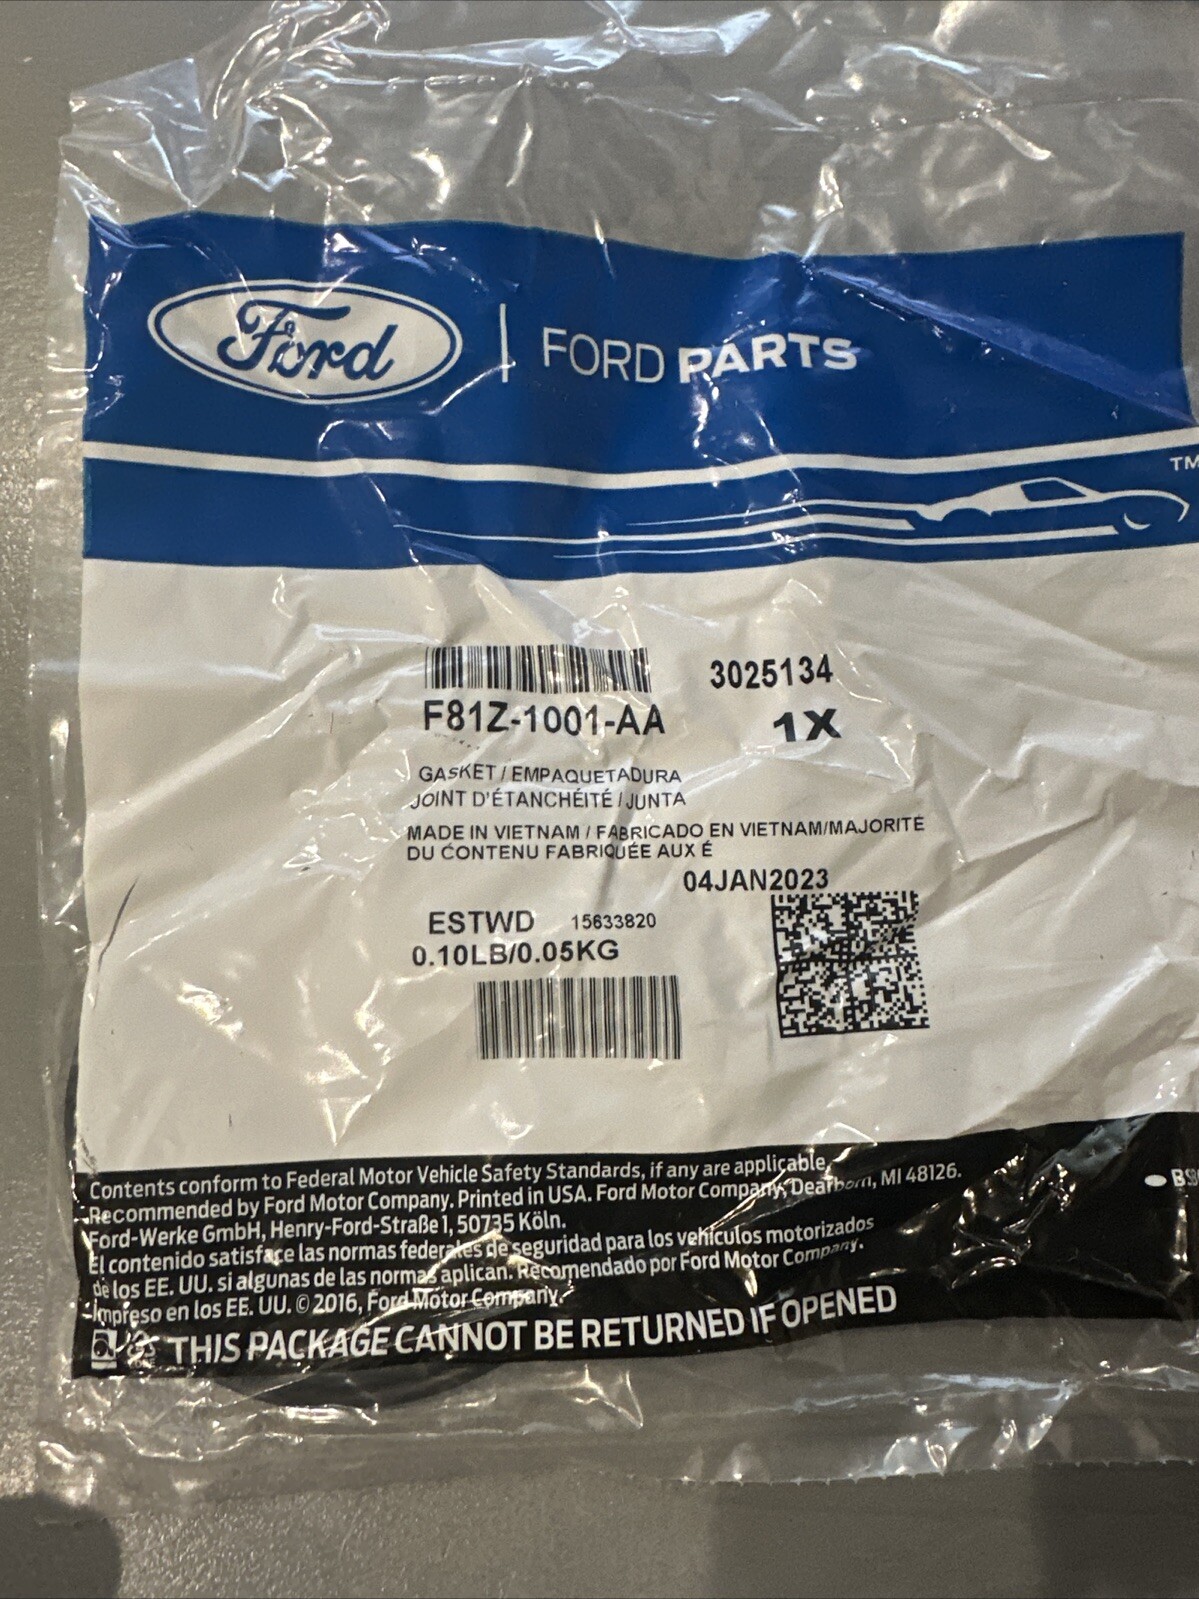 Ford | FORD PARTS
TM
3025134
F81Z-1001-AA 1X
GASKET / EMPAQUETADURA
JOINT D'ÉTANCHÉITÉ / JUNTA
MADE IN VIETNAM / FABRICADO EN VIETNAM/MAJORITÉ
DU CONTENU FABRIQUÉE AUX É
04JAN2023
ESTWD 15633820
0.10LB/0.05KG
Contents conform to Federal Motor Vehicle Safety Standards, if any are applicable.
Recommended by Ford Motor Company. Printed in USA. Ford Motor Company, Dearborn, MI 48126.
Ford-Werke GmbH, Henry-Ford-Straße 1, 50735 Köln.
El contenido satisface las normas federales de seguridad para los vehículos motorizados
de los EE. UU. si algunas de las normas aplican. Recomendado por Ford Motor Company.
Impreso en los EE. UU. © 2016, Ford Motor Company.
THIS PACKAGE CANNOT BE RETURNED IF OPENED